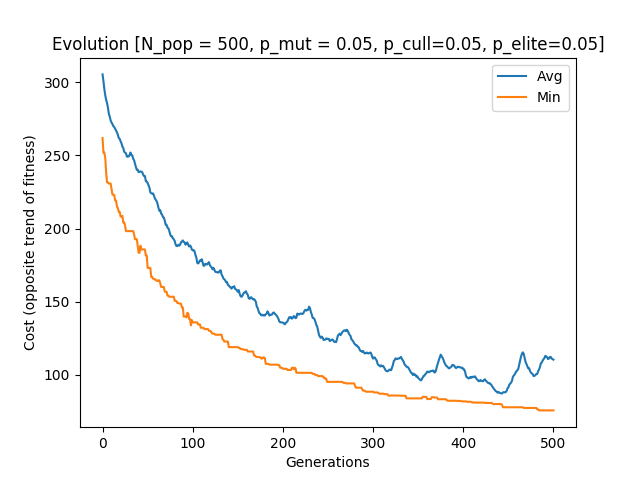 Evolution [N_pop = 500, p_mut = 0.05, p_cull=0.05, p_elite=0.05]
Avg
Min
300
250
200
150
100
Cost (opposite trend of fitness)
0 100 200 300 400 500
Generations